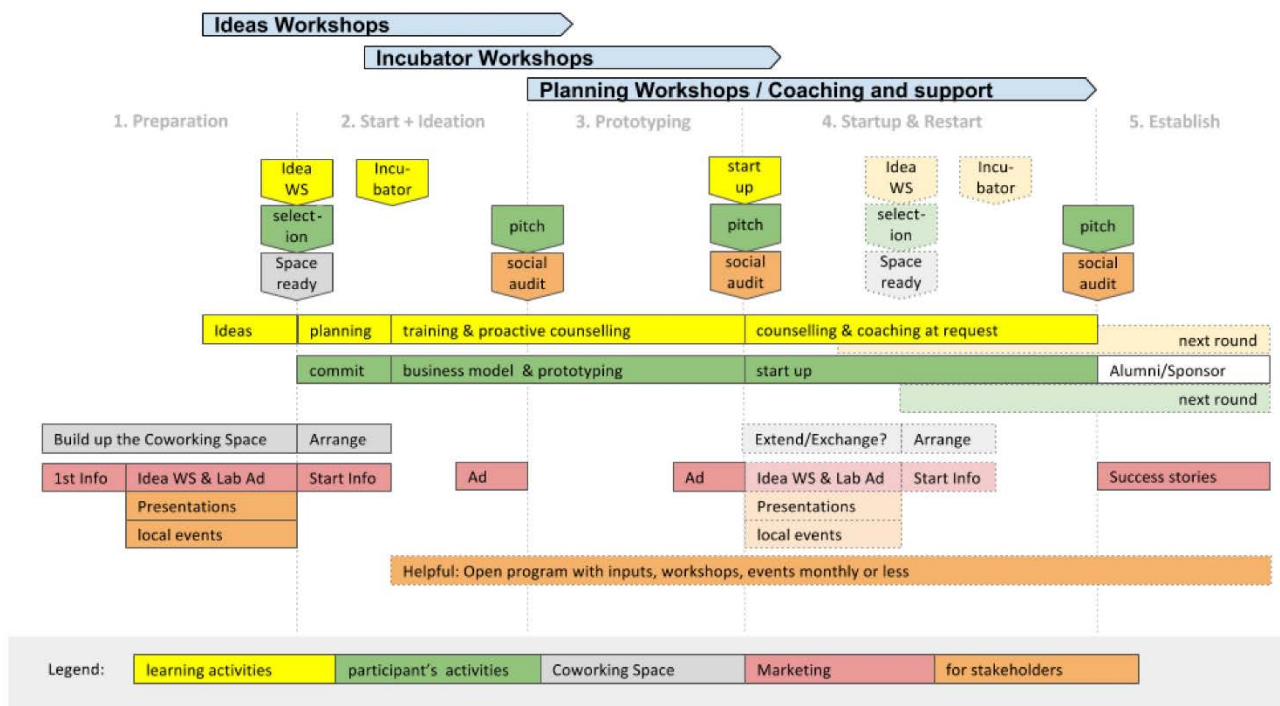 Ideas Workshops
Incubator Workshops
Planning Workshops / Coaching and support
1. Preparation
2. Start + Ideation
3. Prototyping
4. Startup & Restart
5. Establish
Idea
WS
Incu-
bator
start
up
Idea
WS
Incu-
bator
select-
ion
pitch
pitch
select-
ion
pitch
Space
ready
social
audit
social
audit
Space
ready
social
audit
Ideas
planning
training & proactive counselling
counselling & coaching at request
next round
commit
business model & prototyping
start up
Alumni/Sponsor
next round
Build up the Coworking Space
Arrange
Extend/Exchange?
Arrange
1st Info
Idea WS & Lab Ad
Start Info
Ad
Ad
Idea WS & Lab Ad
Start Info
Success stories
Presentations
Presentations
local events
local events
Helpful: Open program with inputs, workshops, events monthly or less
Legend:
learning activities
participant's activities
Coworking Space
Marketing
for stakeholders